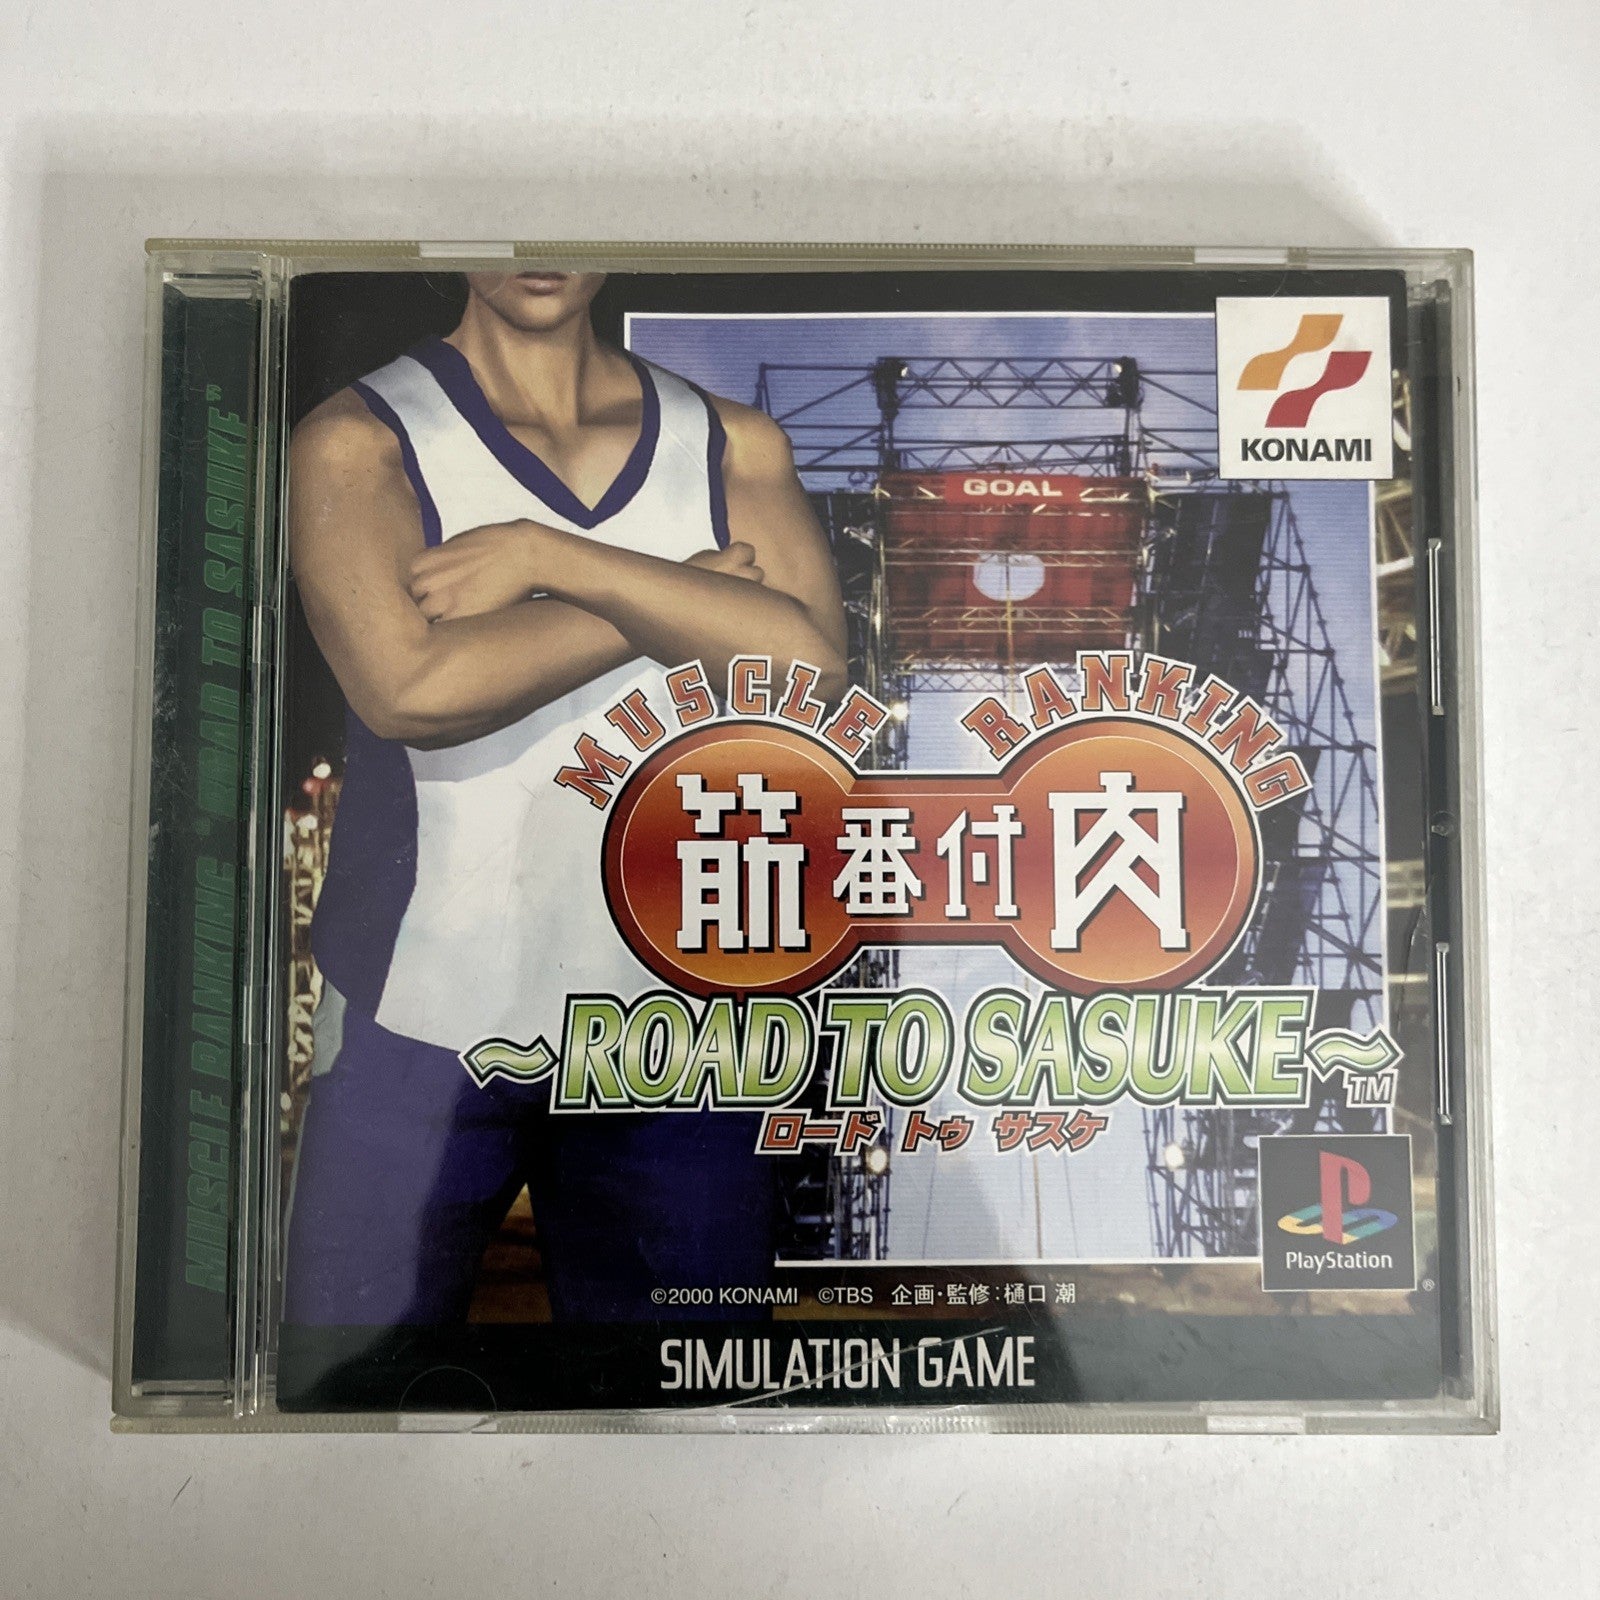 MUSCLE RANKING "ROAD TO SASUKE"
KONAMI
GOAL
MUSCLE RANKING
筋番付肉
~ROAD TO SASUKE~™
ロード トゥ サスケ
PlayStation
®
©2000 KONAMI ©TBS 企画・監修:樋口 潮
SIMULATION GAME